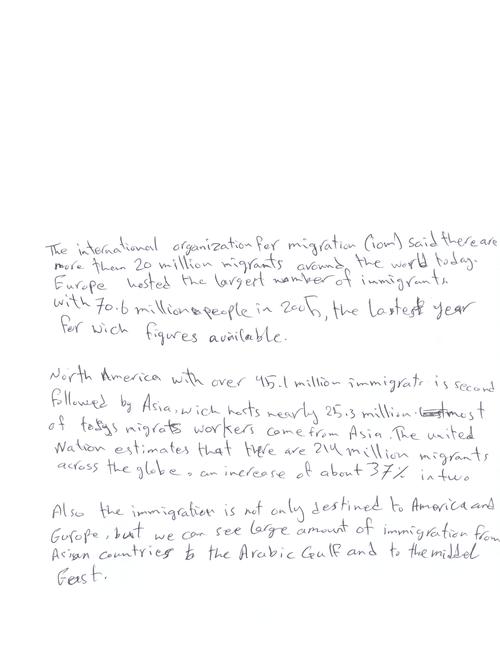 The international organization for migration (iom) said there are
more than 20 million migrants around the world today.
Europe hosted the largert number of immigrants,
with 70.6 million people in 2005, the lastest year
for wich figures available.
North America with over 45.1 million immigrats is second
followed by Asia, wich hosts nearly 25.3 million. most
of todys migrats workers come from Asia. The united
Nation estimates that there are 214 million migrants
across the globe, an increase of about 37% in two
Also the immigration is not only destined to America and
Europe, but we can see large amount of immigration from
Asian countries to the Arabic Gulf and to the middel
East.